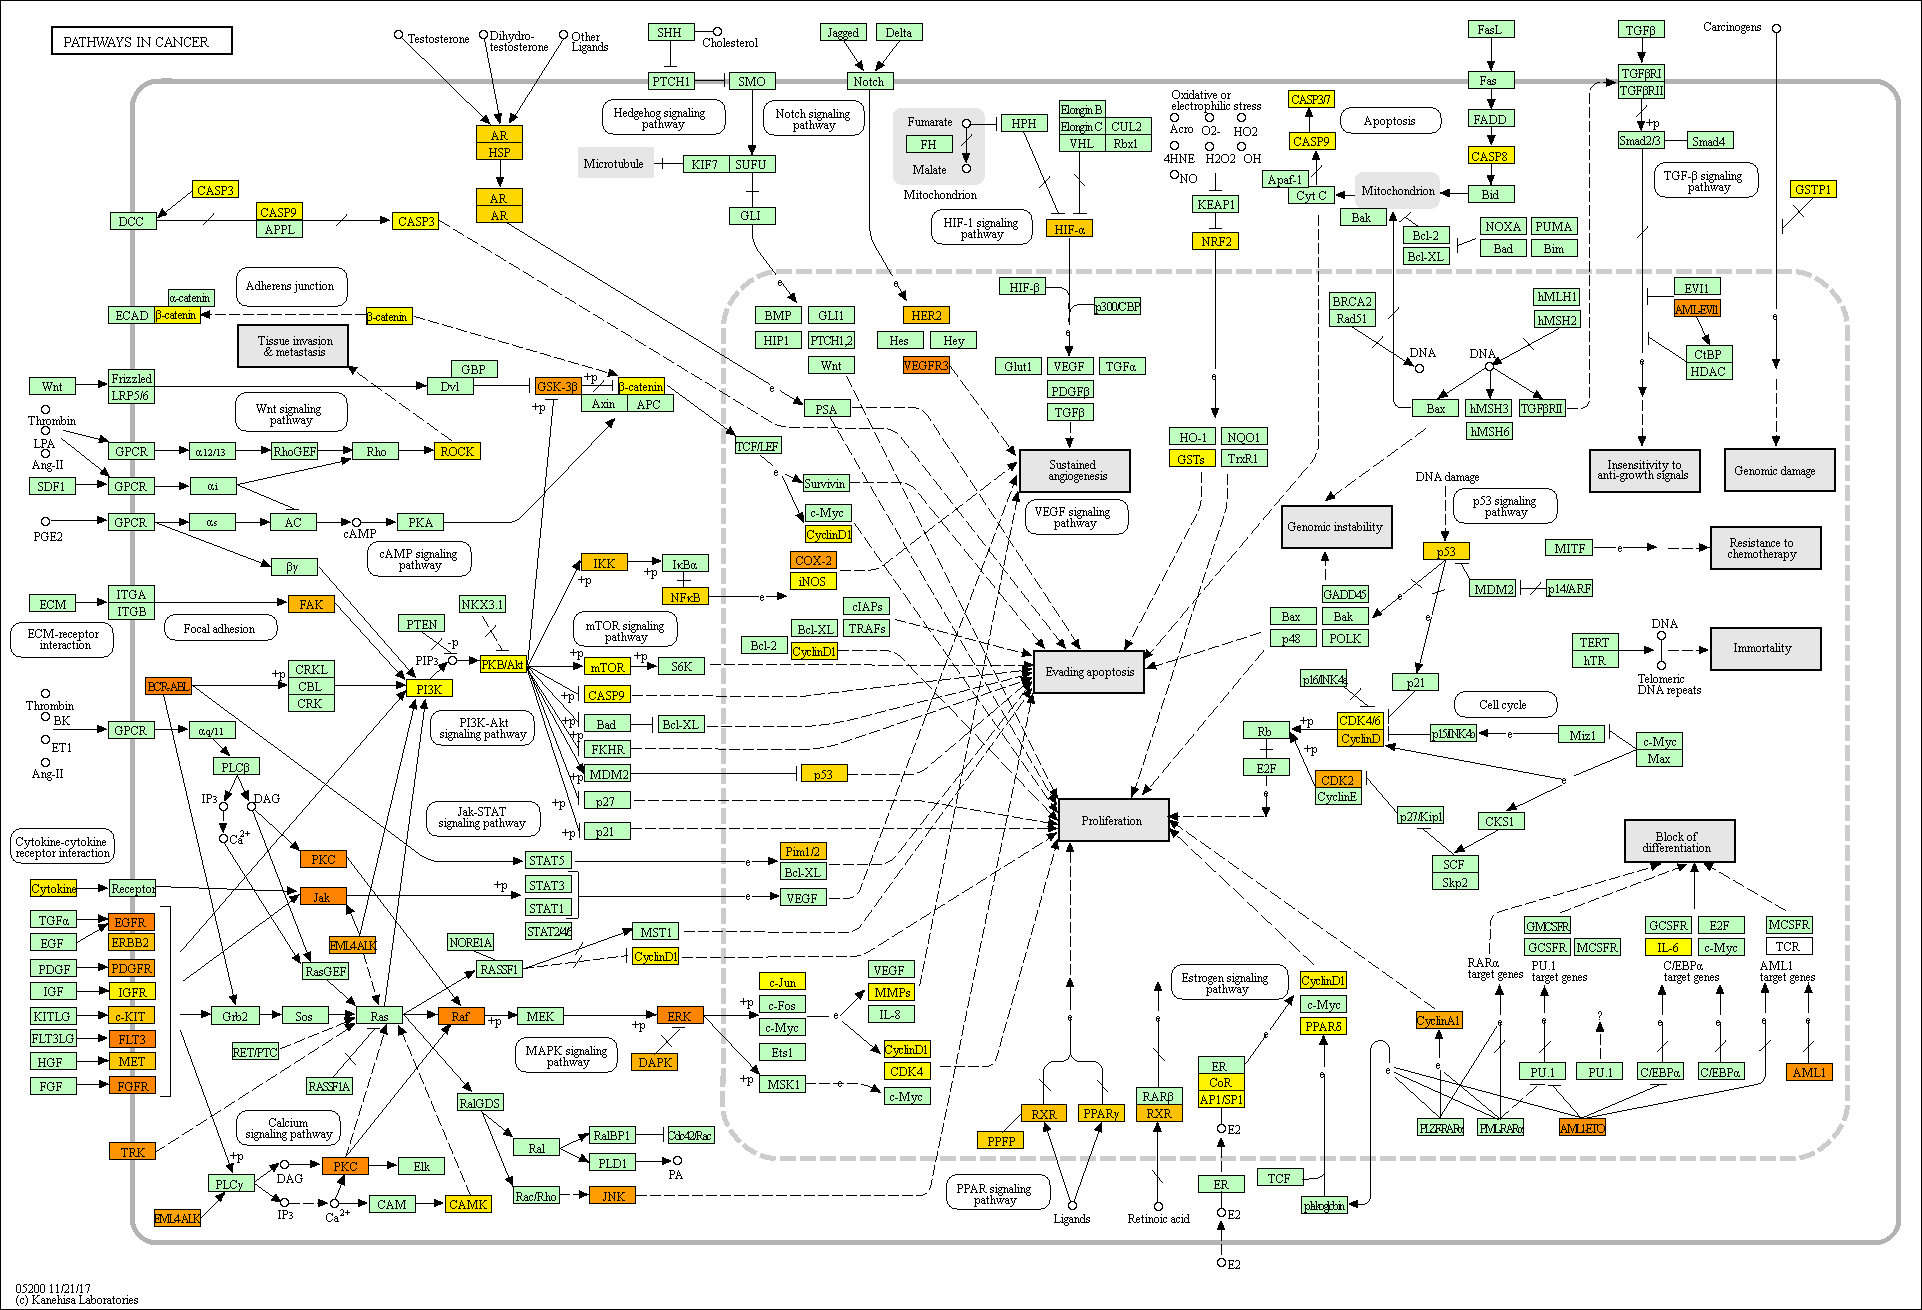 PATHWAYS IN CANCER
Testosterone
Dihydro-
testosterone
Other
Ligands
SHH
Cholesterol
PTCH1
SMO
Hedgehog signaling
pathway
Microtubule
KIF7
SUFU
GLI
Jagged
Delta
Notch
Notch signaling
pathway
Fumarate
FH
Malate
Mitochondrion
HPH
Elongin B
Elongin C
CUL2
VHL
Rbx1
HIF-1 signaling
pathway
HIF-α
Oxidative or
electrophilic stress
Acro
O2-
HO2
4HNE
H2O2
OH
NO
KEAP1
NRF2
CASP3/7
CASP9
Apoptosis
Apaf-1
Cyt C
Mitochondrion
Bak
Bcl-2
Bcl-XL
FasL
Fas
FADD
CASP8
Bid
NOXA
PUMA
Bad
Bim
TGFβ
TGFβRI
TGFβRII
+p
Smad2/3
Smad4
TGF-β signaling
pathway
Carcinogens
GSTP1
AR
HSP
AR
AR
CASP3
DCC
CASP9
APPL
CASP3
Adherens junction
α-catenin
ECAD
β-catenin
β-catenin
Tissue invasion
& metastasis
Wnt
Frizzled
LRP5/6
GBP
Dvl
GSK-3β
+p
β-catenin
+p
Axin
APC
Wnt signaling
pathway
Thrombin
LPA
Ang-II
GPCR
α12/13
RhoGEF
Rho
ROCK
SDF1
GPCR
αi
PGE2
GPCR
αs
AC
cAMP
PKA
cAMP signaling
pathway
βγ
TCF/LEF
e
BMP
GLI1
HIP1
PTCH1,2
Wnt
e
HER2
Hes
Hey
VEGFR3
HIF-β
p300/CBP
e
Glut1
VEGF
TGFα
PDGFβ
TGFβ
e
PSA
e
Survivin
c-Myc
CyclinD1
COX-2
iNOS
Sustained
angiogenesis
VEGF signaling
pathway
e
HO-1
NQO1
GSTs
TrxR1
BRCA2
Rad51
DNA
hMLH1
hMSH2
DNA
Bax
hMSH3
TGFβRII
hMSH6
Genomic instability
EVI1
AML-EVI1
CtBP
HDAC
e
e
Insensitivity to
anti-growth signals
Genomic damage
DNA damage
p53 signaling
pathway
p53
MITF
e
Resistance to
chemotherapy
GADD45
MDM2
p14/ARF
Bax
Bak
p48
POLK
e
e
TERT
hTR
DNA
Telomeric
DNA repeats
Immortality
ECM
ITGA
ITGB
FAK
Focal adhesion
ECM-receptor
interaction
IKK
+p
+p
IκBα
NFκB
e
NKX3.1
PTEN
-p
PIP3
PKB/Akt
mTOR signaling
pathway
+p
mTOR
+p
S6K
+p
CASP9
+p
Bad
Bcl-XL
+p
FKHR
+p
MDM2
p53
+p
p27
+p
p21
cIAPs
Bcl-XL
TRAFs
Bcl-2
CyclinD1
Evading apoptosis
Proliferation
BCR-ABL
+p
CRKL
CBL
CRK
PI3K
PI3K-Akt
signaling pathway
Thrombin
BK
ET1
Ang-II
GPCR
αq/11
PLCβ
IP3
DAG
Ca2+
Jak-STAT
signaling pathway
p16/INK4a
p21
Cell cycle
Rb
+p
CDK4/6
CyclinD
p15/INK4b
e
Miz1
c-Myc
Max
+p
E2F
e
CDK2
CyclinE
p27/Kip1
CKS1
e
SCF
Skp2
Block of
differentiation
Cytokine-cytokine
receptor interaction
Cytokine
Receptor
PKC
Jak
+p
STAT5
STAT3
STAT1
STAT2/4/6
e
Pim1/2
Bcl-XL
e
VEGF
TGFα
EGFR
EGF
ERBB2
PDGF
PDGFR
IGF
IGFR
KITLG
c-KIT
FLT3LG
FLT3
HGF
MET
FGF
FGFR
EML4-ALK
RasGEF
NORE1A
RASSF1
MST1
CyclinD1
Grb2
Sos
Ras
Raf
+p
MEK
+p
ERK
+p
MAPK signaling
pathway
DAPK
+p
RET/PTC
RASSF1A
c-Jun
c-Fos
c-Myc
Ets1
MSK1
e
e
VEGF
MMPs
IL-8
CyclinD1
CDK4
c-Myc
RalGDS
Calcium
signaling pathway
TRK
+p
PLCγ
DAG
IP3
Ca2+
PKC
Elk
CAM
CAMK
EML4-ALK
Ral
RalBP1
Cdc42/Rac
PLD1
PA
Rac/Rho
JNK
e
RXR
PPARγ
PPFP
PPAR signaling
pathway
Ligands
e
RARβ
RXR
Retinoic acid
Estrogen signaling
pathway
CyclinD1
c-Myc
PPARδ
e
ER
CoR
AP1/SP1
E2
ER
E2
E2
e
TCF
plakoglobin
CyclinA1
e
e
PLZF-RARα
PML-RARα
AML1-ETO
RARα
target genes
GMCSFR
GCSFR
MCSFR
PU.1
target genes
GCSFR
E2F
IL-6
c-Myc
C/EBPα
target genes
MCSFR
TCR
AML1
target genes
e
e
?
e
e
e
e
PU.1
PU.1
C/EBPα
C/EBPα
AML1
05200 11/21/17
(c) Kanehisa Laboratories